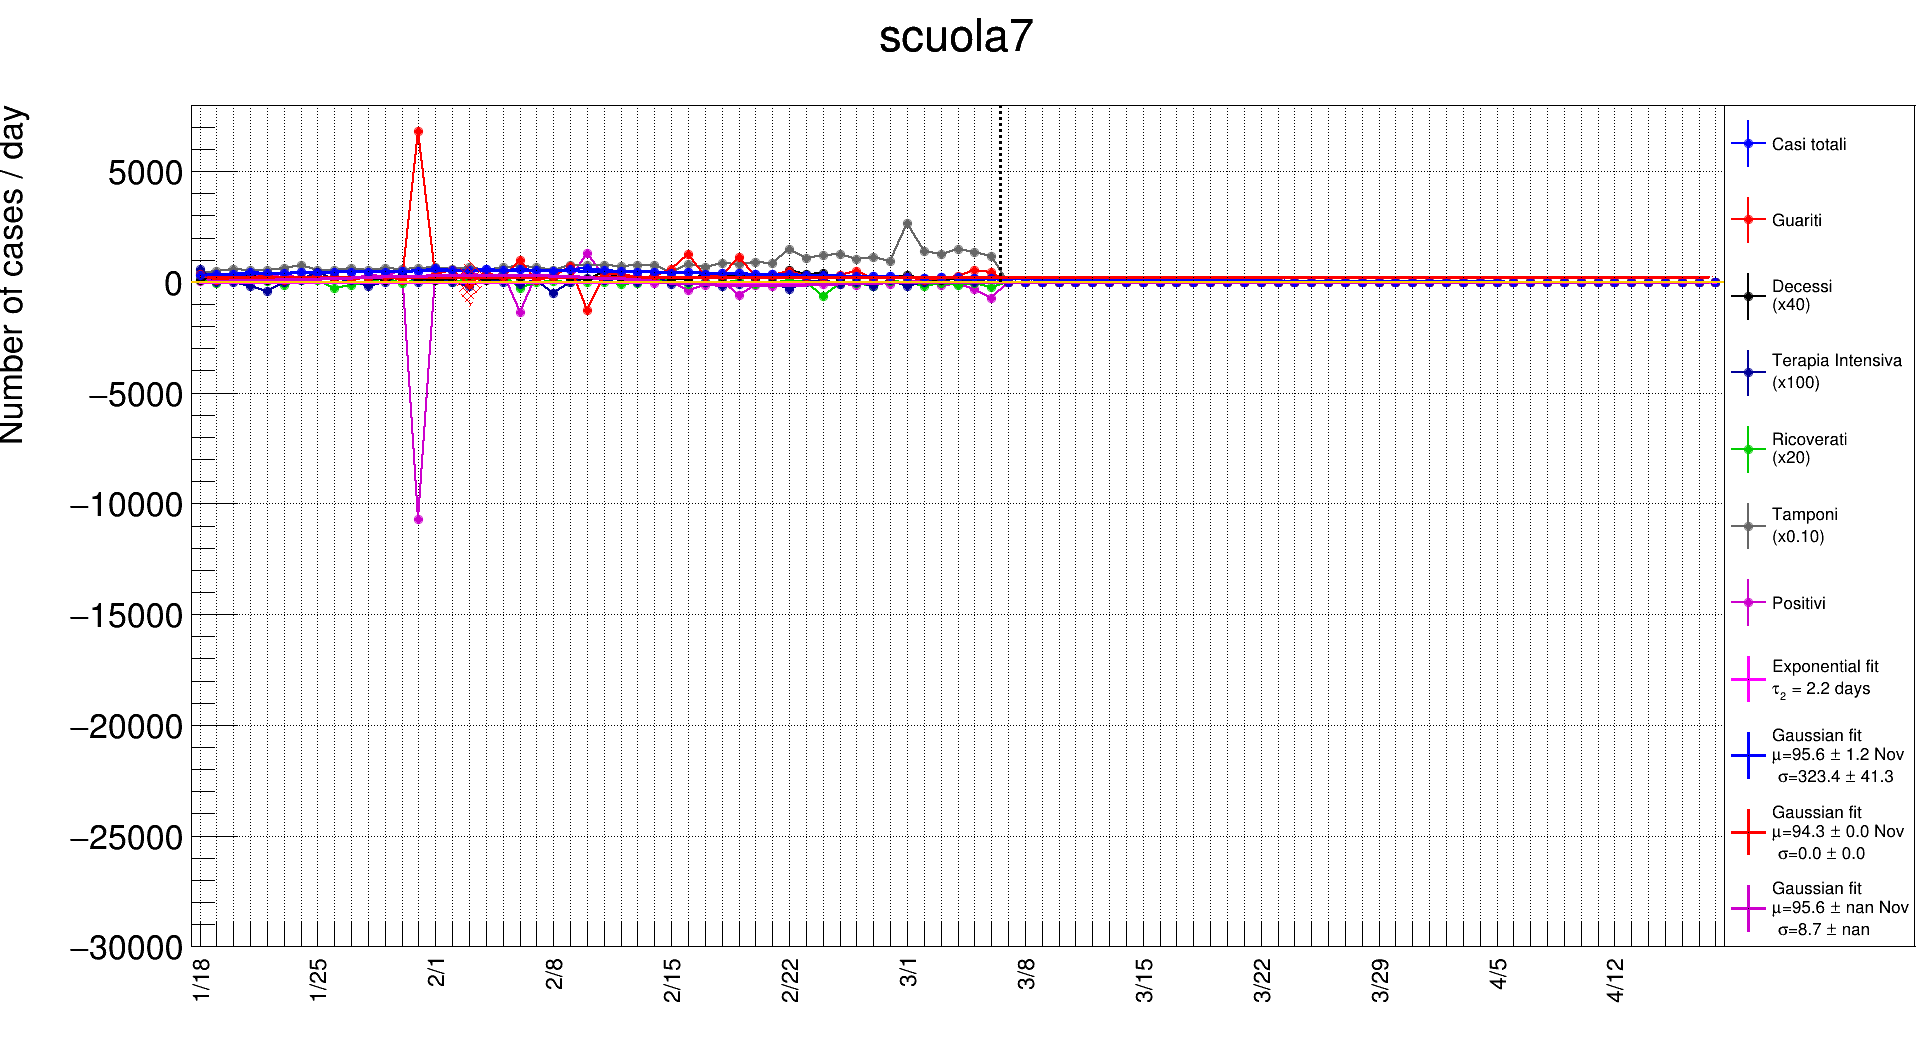 scuola7
Number of cases / day
5000
0
−5000
−10000
−15000
−20000
−25000
−30000
1/18
1/25
2/1
2/8
2/15
2/22
3/1
3/8
3/15
3/22
3/29
4/5
4/12
Casi totali
Guariti
Decessi
(x40)
Terapia Intensiva
(x100)
Ricoverati
(x20)
Tamponi
(x0.10)
Positivi
Exponential fit
τ2 = 2.2 days
Gaussian fit
μ=95.6 ± 1.2 Nov
σ=323.4 ± 41.3
Gaussian fit
μ=94.3 ± 0.0 Nov
σ=0.0 ± 0.0
Gaussian fit
μ=95.6 ± nan Nov
σ=8.7 ± nan